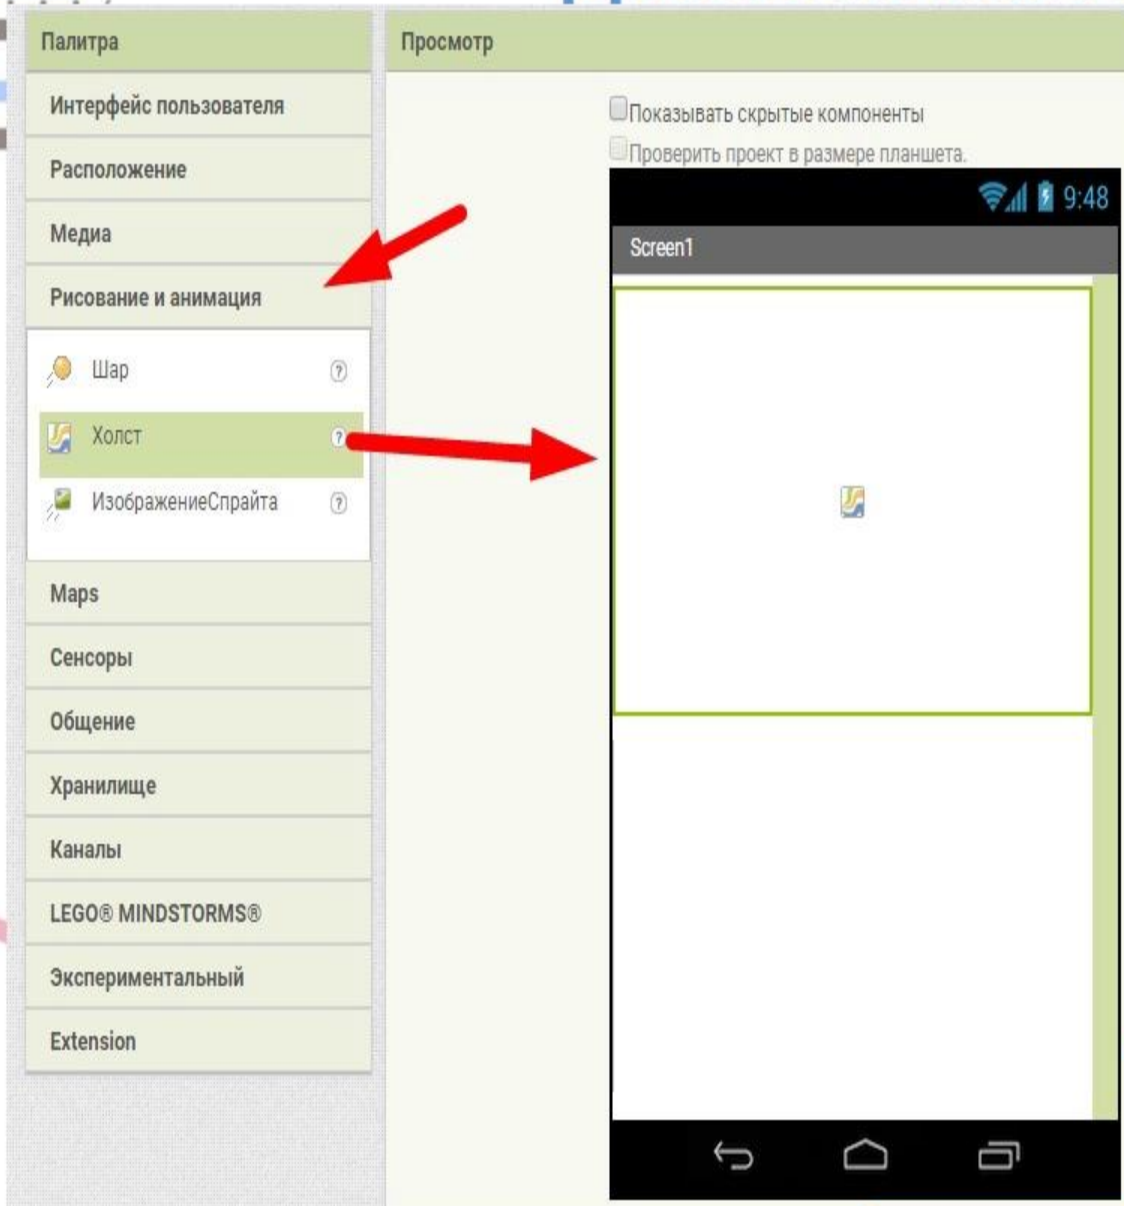 Палитра
Интерфейс пользователя
Расположение
Медиа
Рисование и анимация
Шар
?
Холст
?
ИзображениеСпрайта
?
Maps
Сенсоры
Общение
Хранилище
Каналы
LEGO® MINDSTORMS®
Экспериментальный
Extension
Просмотр
Показывать скрытые компоненты
Проверить проект в размере планшета.
9:48
Screen1